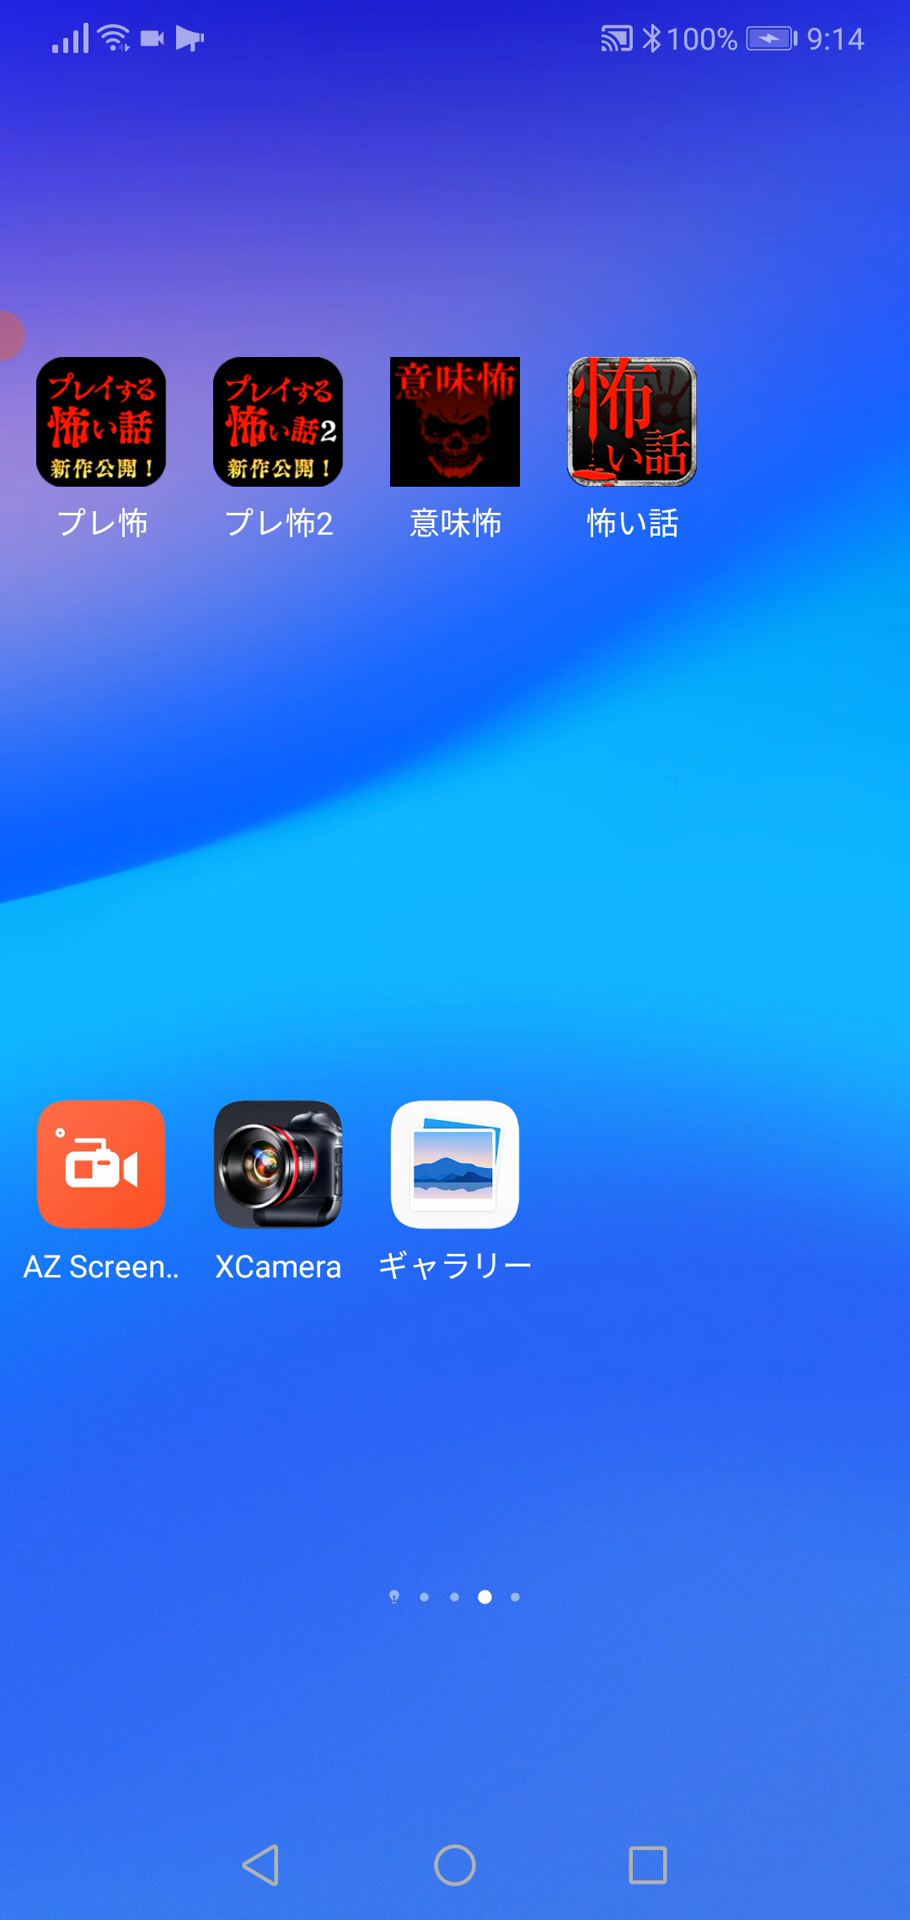 100% 9:14
プレイする
怖い話
新作公開！
プレ怖
プレイする
怖い話2
新作公開！
プレ怖2
意味怖
意味怖
怖
い話
怖い話
AZ Screen..
XCamera
ギャラリー